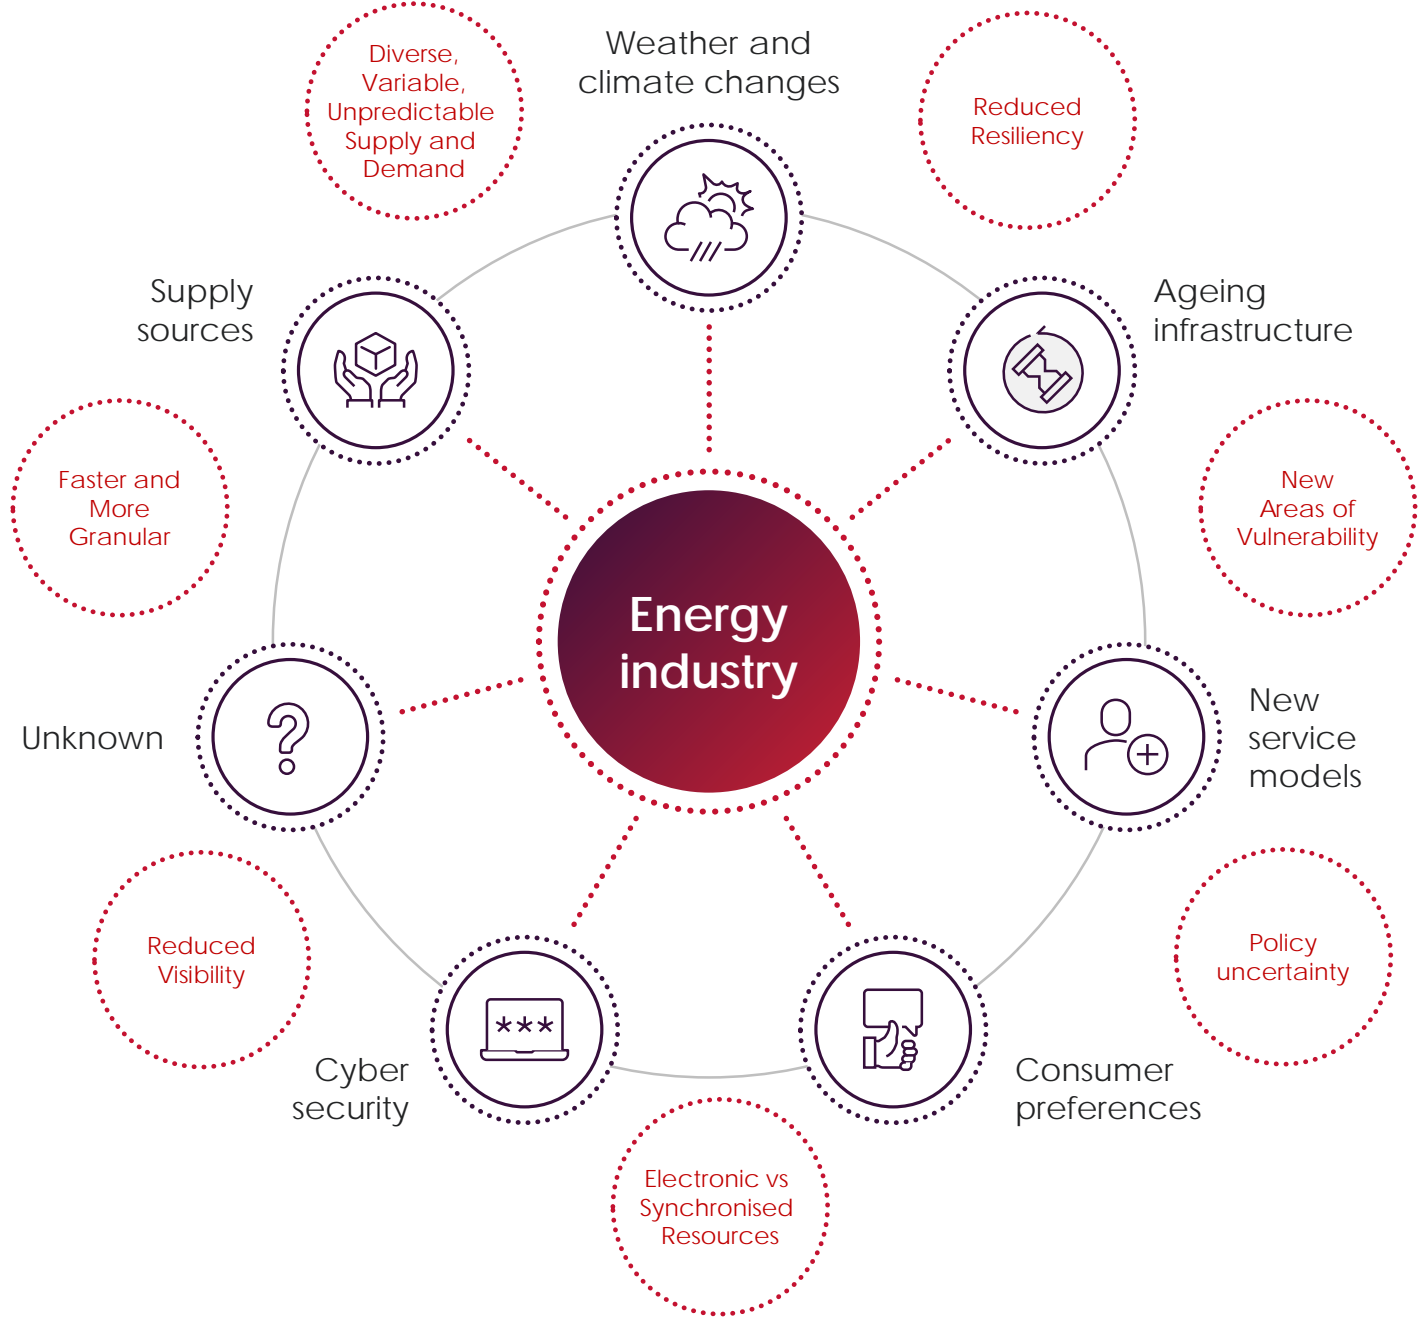 Weather and
climate changes
Diverse,
Variable,
Unpredictable
Supply and
Demand
Reduced
Resiliency
Supply
sources
Ageing
infrastructure
Faster and
More
Granular
New
Areas of
Vulnerability
Energy
industry
Unknown
New
service
models
Reduced
Visibility
Policy
uncertainty
***
Cyber
security
Consumer
preferences
Electronic vs
Synchronised
Resources